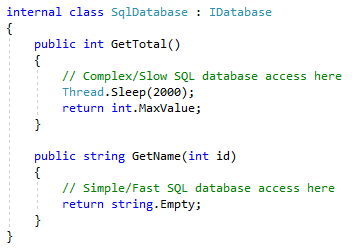 internal class SqlDatabase : IDatabase
{
    public int GetTotal()
    {
        // Complex/Slow SQL database access here
        Thread.Sleep(2000);
        return int.MaxValue;
    }

    public string GetName(int id)
    {
        // Simple/Fast SQL database access here
        return string.Empty;
    }
}